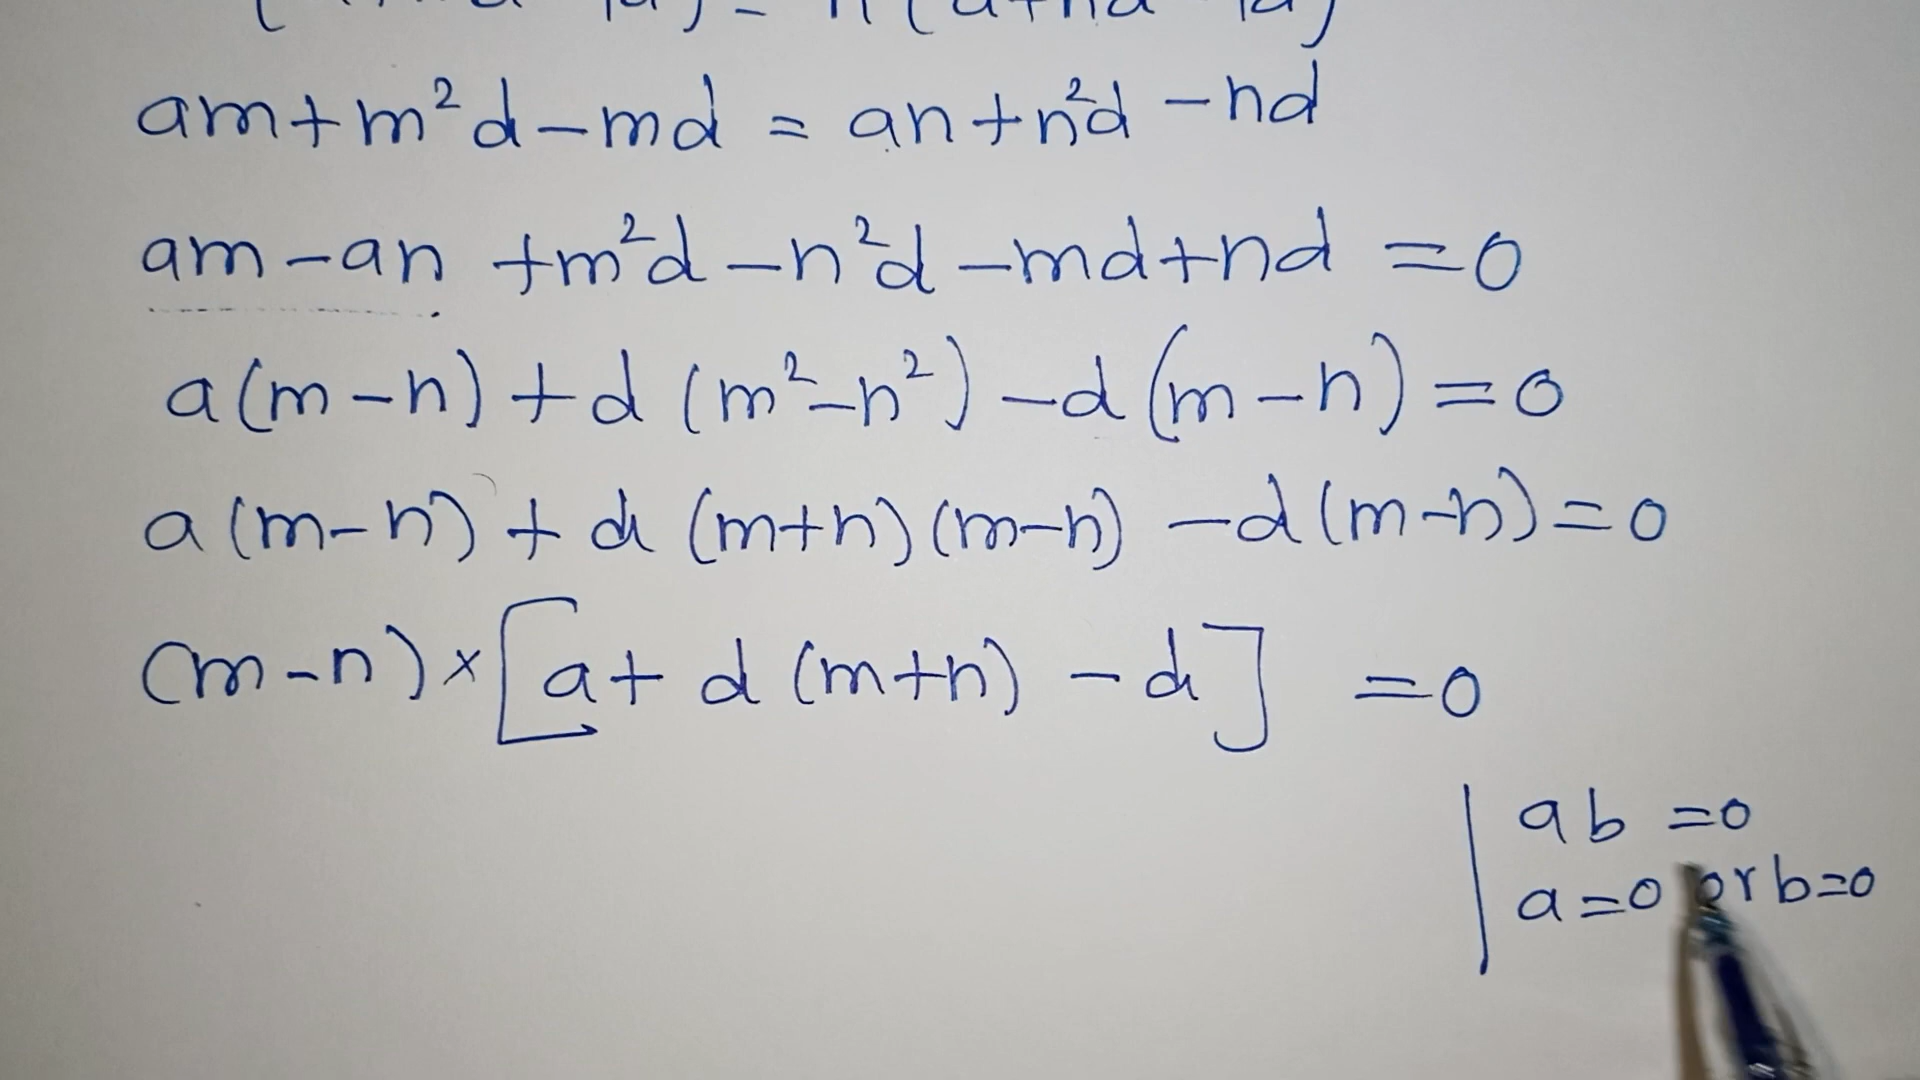 am+m²d-md = an+n²d-nd
am-an +m²d-n²d-md+nd =0
a(m-n)+d(m²-n²)-d(m-n)=0
a(m-n)+d(m+n)(m-n)-d(m-n)=0
(m-n)×[a+d(m+n)-d] =0
ab=0
a=0 or b=0